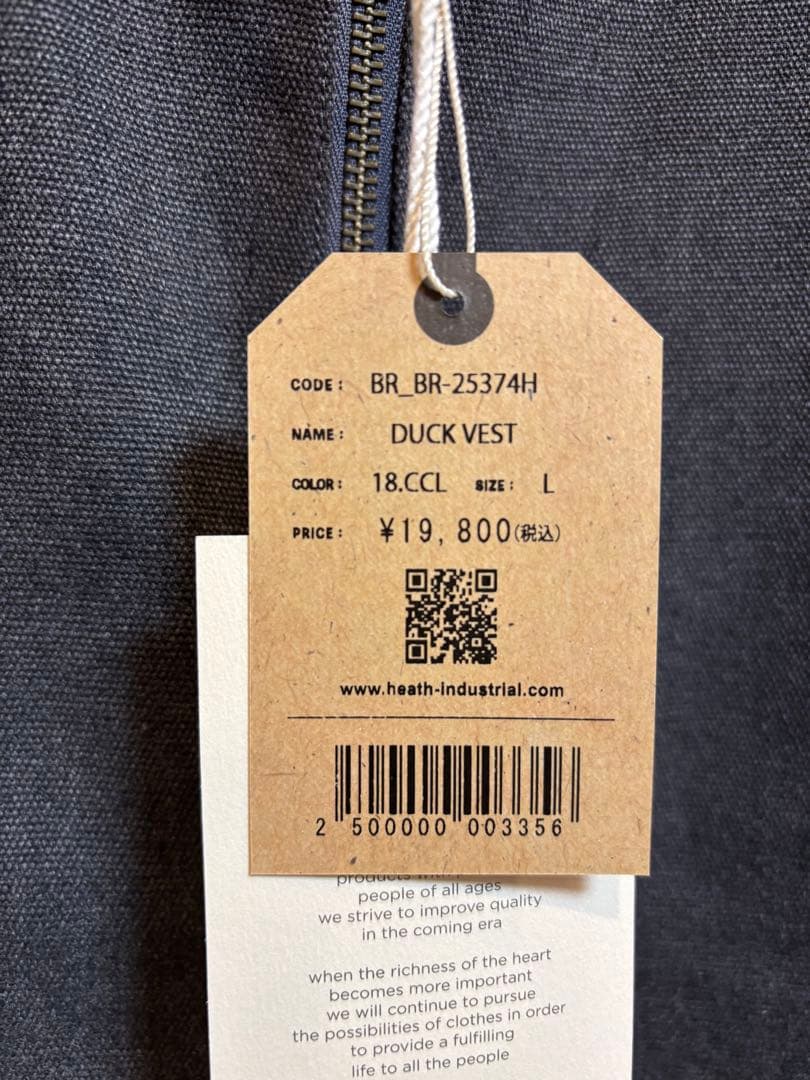 CODE: BR_BR-25374H
NAME: DUCK VEST
COLOR: 18.CCL SIZE: L
PRICE: ¥19,800(税込)
www.heath-industrial.com
2 500000 003356
products with
people of all ages
we strive to improve quality
in the coming era
when the richness of the heart
becomes more important
we will continue to pursue
the possibilities of clothes in order
to provide a fulfilling
life to all the people